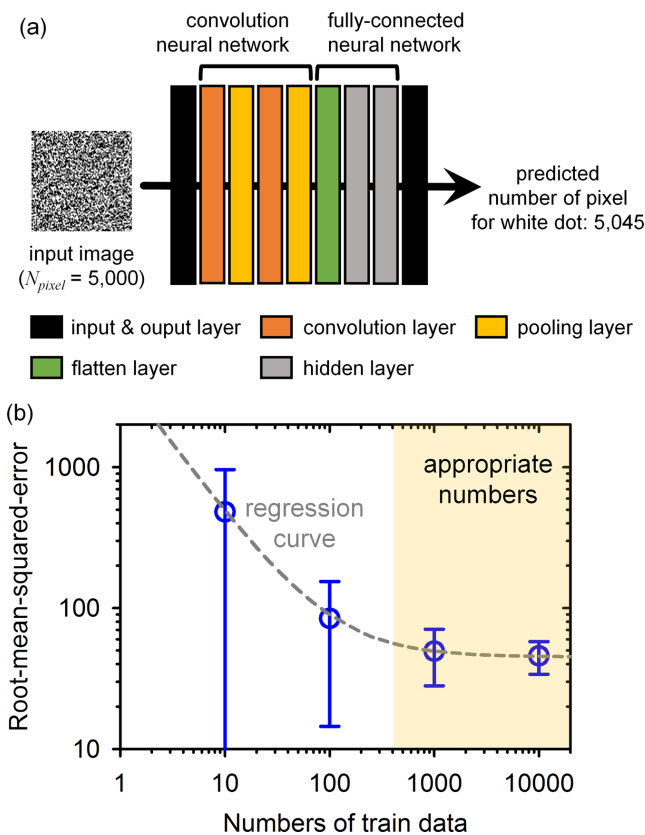 (a)
convolution
neural network
fully-connected
neural network
input image
(Npixel = 5,000)
predicted
number of pixel
for white dot: 5,045
input & ouput layer
convolution layer
pooling layer
flatten layer
hidden layer
(b)
Root-mean-squared-error
1000
100
10
regression
curve
appropriate
numbers
1
10
100
1000
10000
Numbers of train data